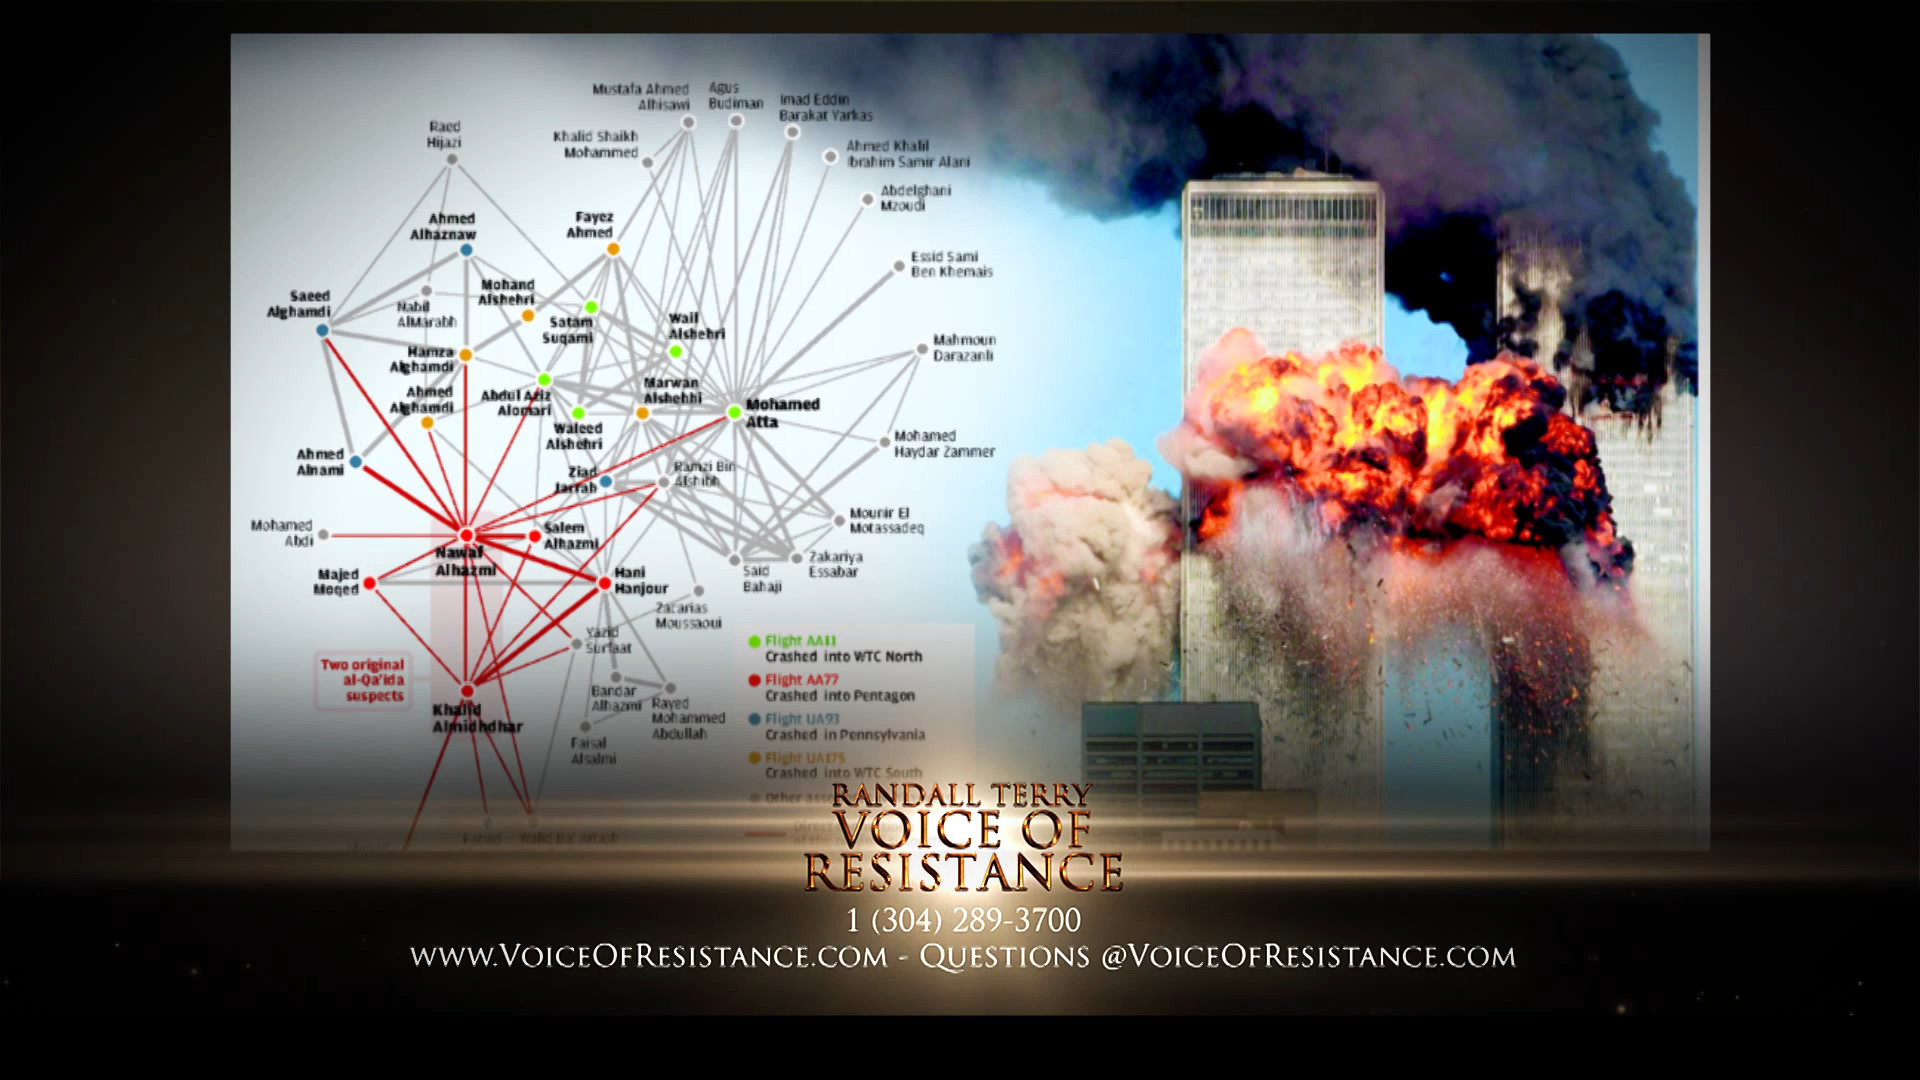 Mustafa Ahmed
Alhisawi
Agus
Budiman
Imad Eddin
Barakat Yarkas
Raed
Hijazi
Khalid Shaikh
Mohammed
Ahmed Khalil
Ibrahim Samir Alani
Abdelghani
Mzoudi
Ahmed
Alhaznaw
Fayez
Ahmed
Essid Sami
Ben Khemais
Saeed
Alghamdi
Nabil
AlMarabh
Mohand
Alshehri
Satam
Suqami
Wail
Alshehri
Mahmoun
Darazanli
Hamza
Alghamdi
Ahmed
Alghamdi
Abdul Aziz
Alomari
Marwan
Alshehhi
Mohamed
Atta
Waleed
Alshehri
Mohamed
Haydar Zammer
Ahmed
Alnami
Ziad
Jarrah
Ramzi Bin
Alshibh
Mohamed
Abdi
Nawaf
Alhazmi
Salem
Alhazmi
Mounir El
Motassadeq
Majed
Moqed
Hani
Hanjour
Said
Bahaji
Zakariya
Essabar
Zacarias
Moussaoui
Yazid
Sufaat
Two original
al-Qa'ida
suspects
Khalid
Almidhdhar
Bandar
Alhazmi
Rayed
Mohammed
Abdullah
Faisal
Alsalmi
Flight AA11
Crashed into WTC North
Flight AA77
Crashed into Pentagon
Flight UA93
Crashed in Pennsylvania
Flight UA175
Crashed into WTC South
Other
Fahad
Walid Ba' Attash
RANDALL TERRY
VOICE OF
RESISTANCE
1 (304) 289-3700
WWW.VOICEOFRESISTANCE.COM - QUESTIONS @VOICEOFRESISTANCE.COM